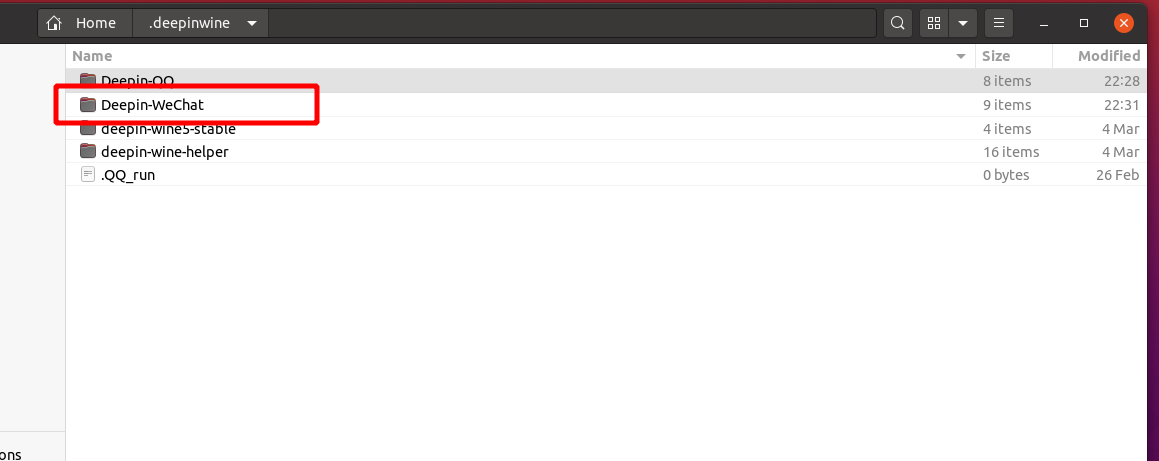 Home .deepinwine
Name Size Modified
Deepin-QQ 8 items 22:28
Deepin-WeChat 9 items 22:31
deepin-wine5-stable 4 items 4 Mar
deepin-wine-helper 16 items 4 Mar
.QQ_run 0 bytes 26 Feb
ons